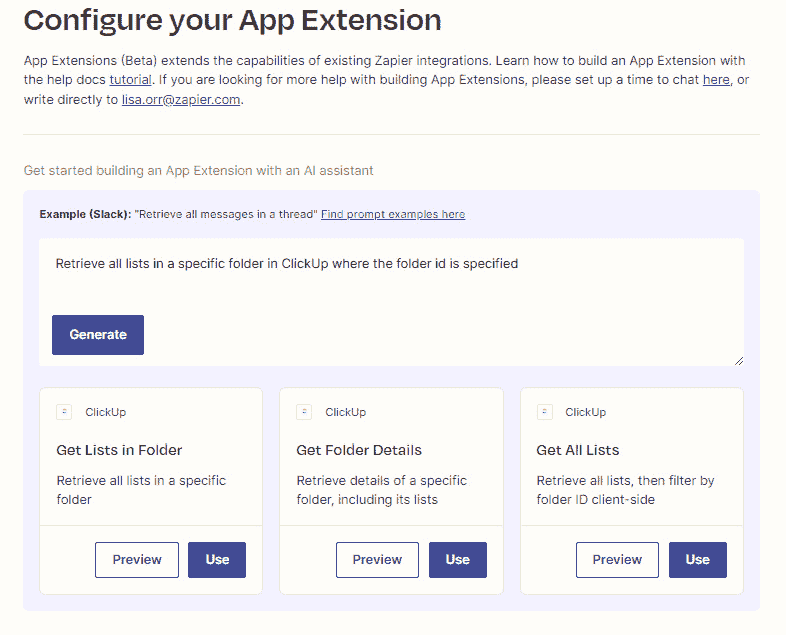 Configure your App Extension
App Extensions (Beta) extends the capabilities of existing Zapier integrations. Learn how to build an App Extension with
the help docs tutorial. If you are looking for more help with building App Extensions, please set up a time to chat here, or
write directly to lisa.orr@zapier.com.
Get started building an App Extension with an AI assistant
Example (Slack): "Retrieve all messages in a thread" Find prompt examples here
Retrieve all lists in a specific folder in ClickUp where the folder id is specified
Generate
ClickUp
Get Lists in Folder
Retrieve all lists in a specific
folder
Preview Use
ClickUp
Get Folder Details
Retrieve details of a specific
folder, including its lists
Preview Use
ClickUp
Get All Lists
Retrieve all lists, then filter by
folder ID client-side
Preview Use